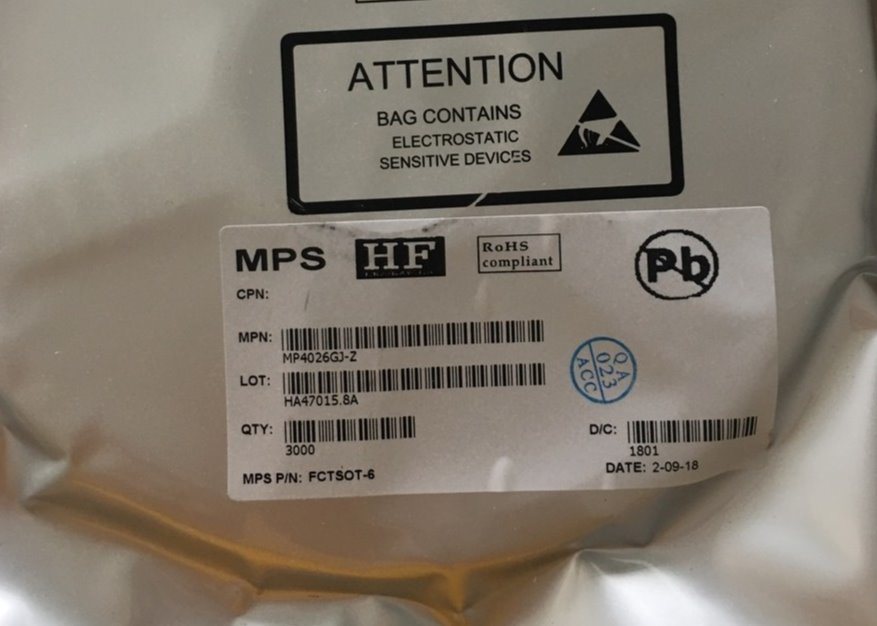 ATTENTION
BAG CONTAINS
ELECTROSTATIC
SENSITIVE DEVICES
MPS HF RoHS compliant Pb
CPN:
MPN:
MP4026GJ-Z
LOT:
HA47015.8A
QA
023
ACC
QTY:
3000
D/C:
1801
MPS P/N: FCTSOT-6
DATE: 2-09-18